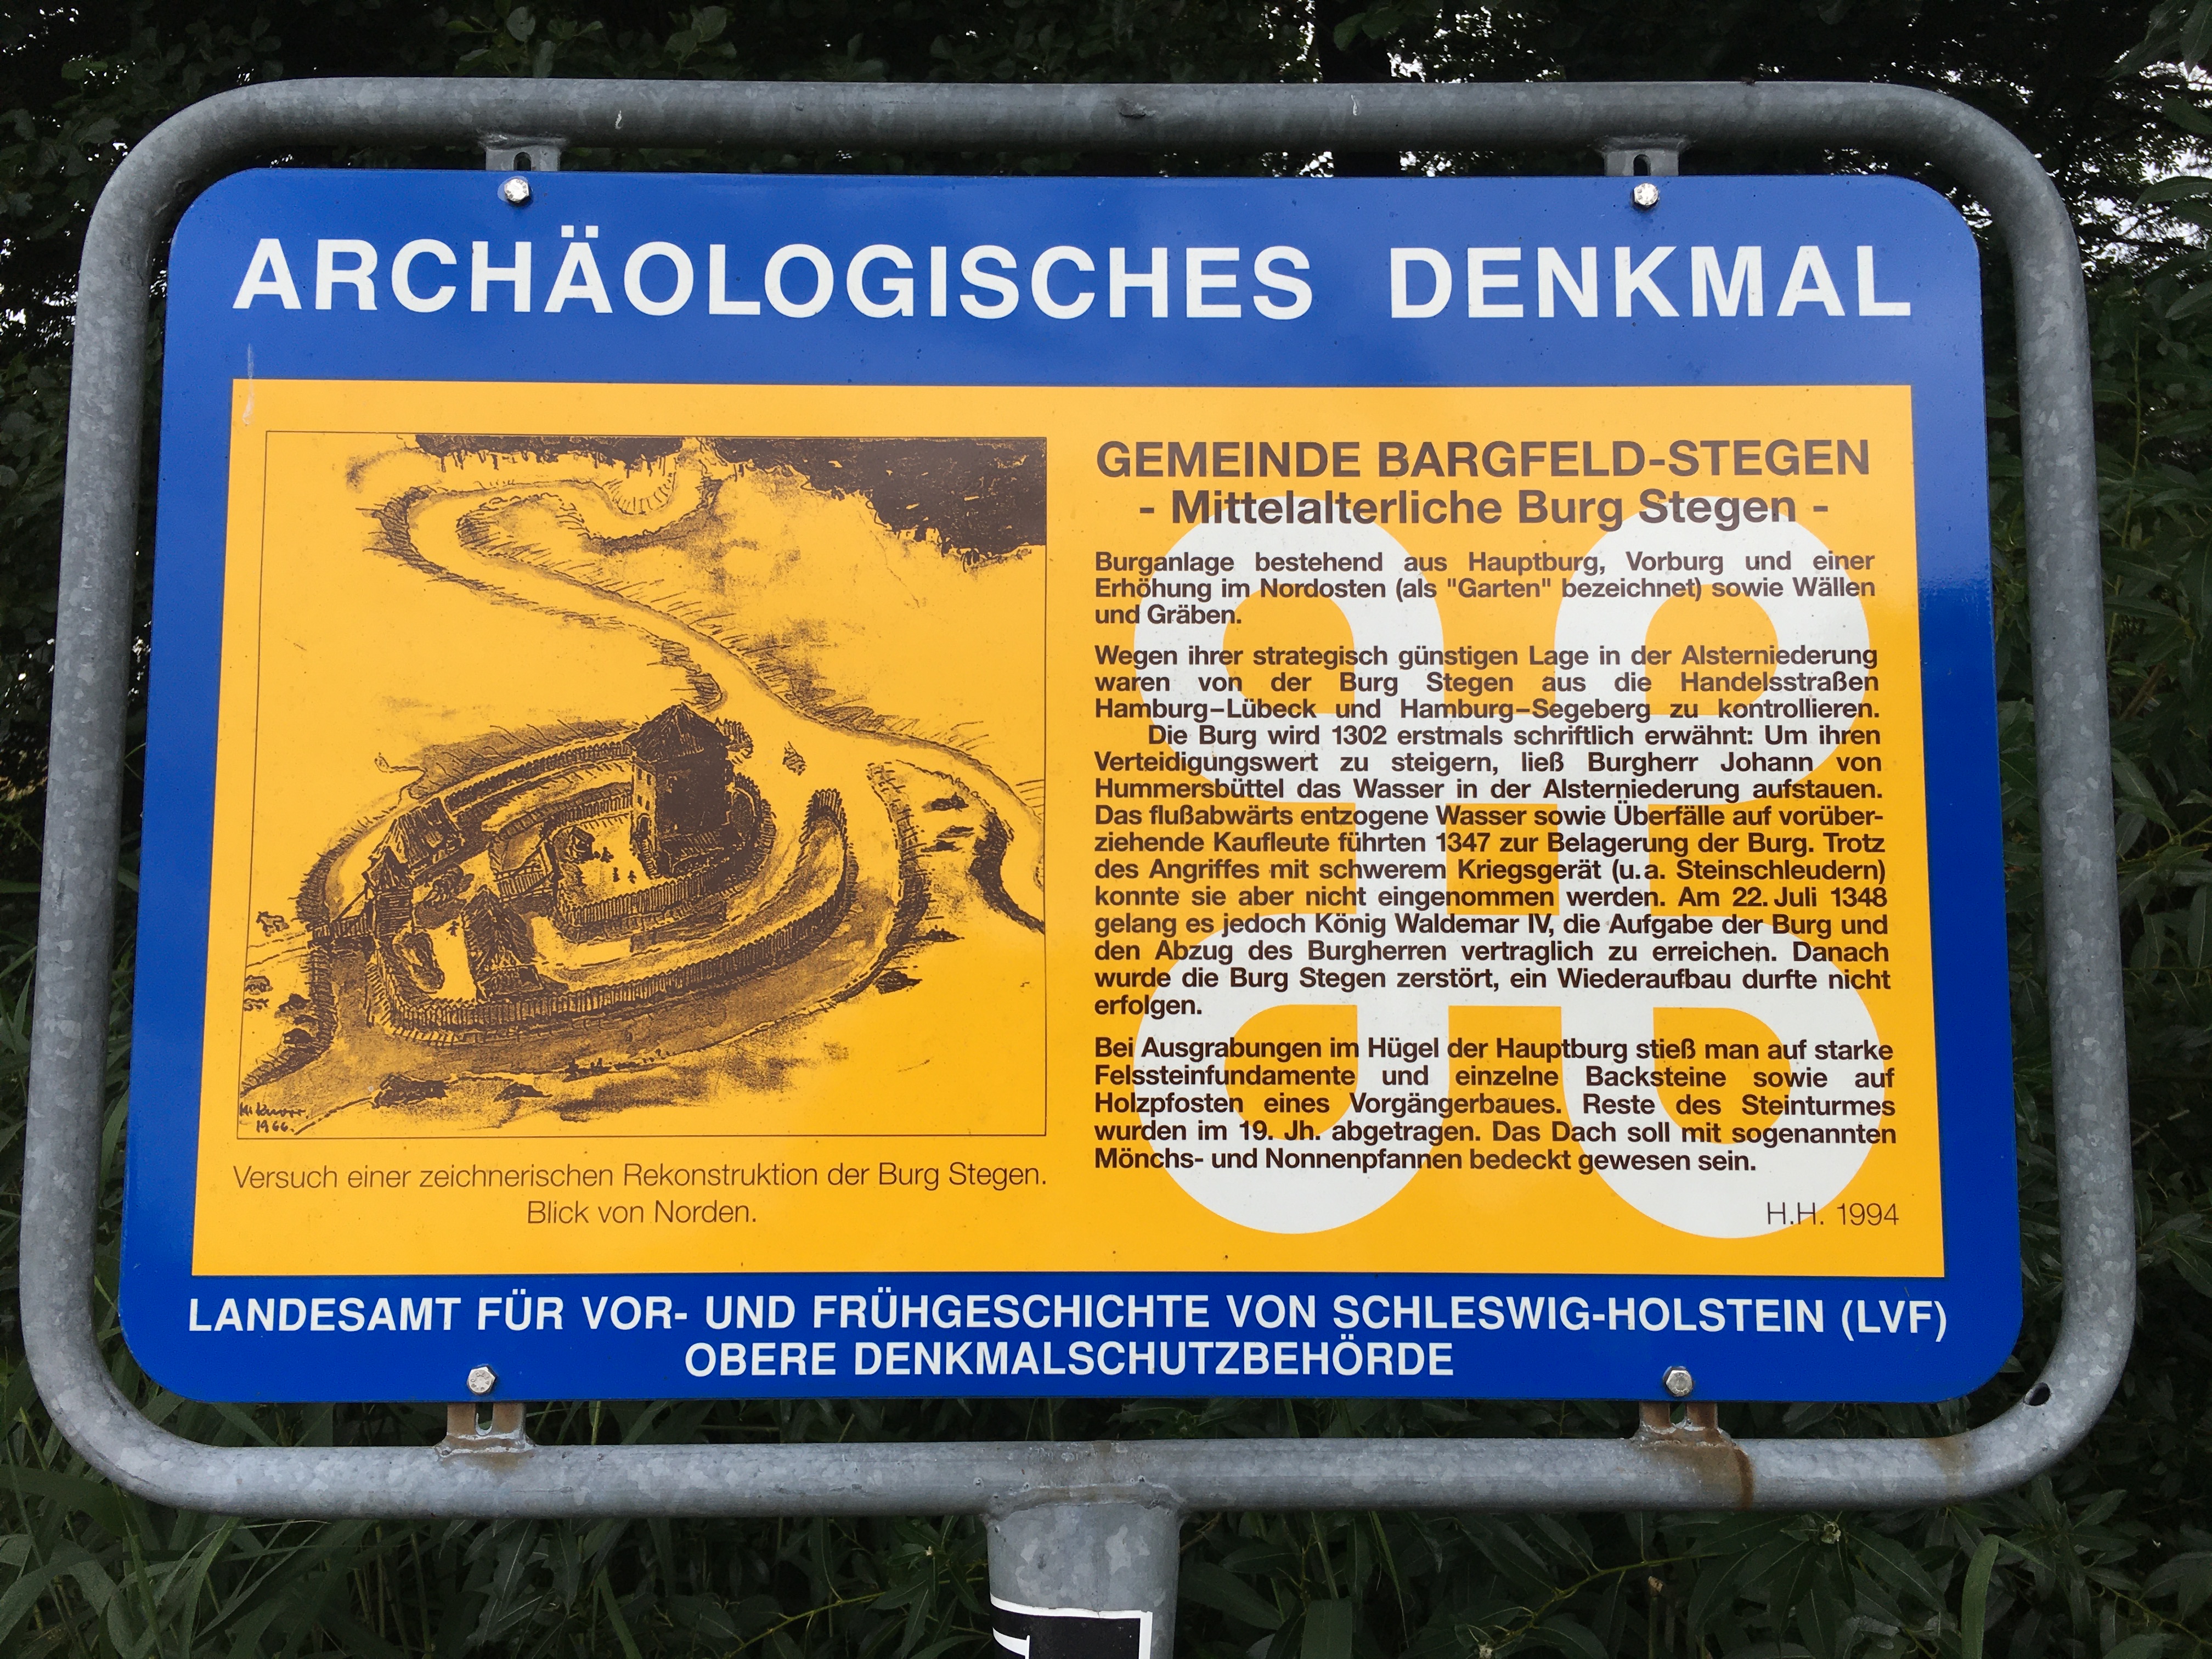 ARCHÄOLOGISCHES DENKMAL
GEMEINDE BARGFELD-STEGEN
- Mittelalterliche Burg Stegen -
Burganlage bestehend aus Hauptburg, Vorburg und einer
Erhöhung im Nordosten (als "Garten" bezeichnet) sowie Wällen
und Gräben.
Wegen ihrer strategisch günstigen Lage in der Alsterniederung
waren von der Burg Stegen aus die Handelsstraßen
Hamburg–Lübeck und Hamburg–Segeberg zu kontrollieren.
Die Burg wird 1302 erstmals schriftlich erwähnt: Um ihren
Verteidigungswert zu steigern, ließ Burgherr Johann von
Hummersbüttel das Wasser in der Alsterniederung aufstauen.
Das flußabwärts entzogene Wasser sowie Überfälle auf vorüber-
ziehende Kaufleute führten 1347 zur Belagerung der Burg. Trotz
des Angriffes mit schwerem Kriegsgerät (u.a. Steinschleudern)
konnte sie aber nicht eingenommen werden. Am 22. Juli 1348
gelang es jedoch König Waldemar IV, die Aufgabe der Burg und
den Abzug des Burgherren vertraglich zu erreichen. Danach
wurde die Burg Stegen zerstört, ein Wiederaufbau durfte nicht
erfolgen.
Bei Ausgrabungen im Hügel der Hauptburg stieß man auf starke
Felssteinfundamente und einzelne Backsteine sowie auf
Holzpfosten eines Vorgängerbaues. Reste des Steinturmes
wurden im 19. Jh. abgetragen. Das Dach soll mit sogenannten
Mönchs- und Nonnenpfannen bedeckt gewesen sein.
H.H. 1994
1966.
Versuch einer zeichnerischen Rekonstruktion der Burg Stegen.
Blick von Norden.
LANDESAMT FÜR VOR- UND FRÜHGESCHICHTE VON SCHLESWIG-HOLSTEIN (LVF)
OBERE DENKMALSCHUTZBEHÖRDE